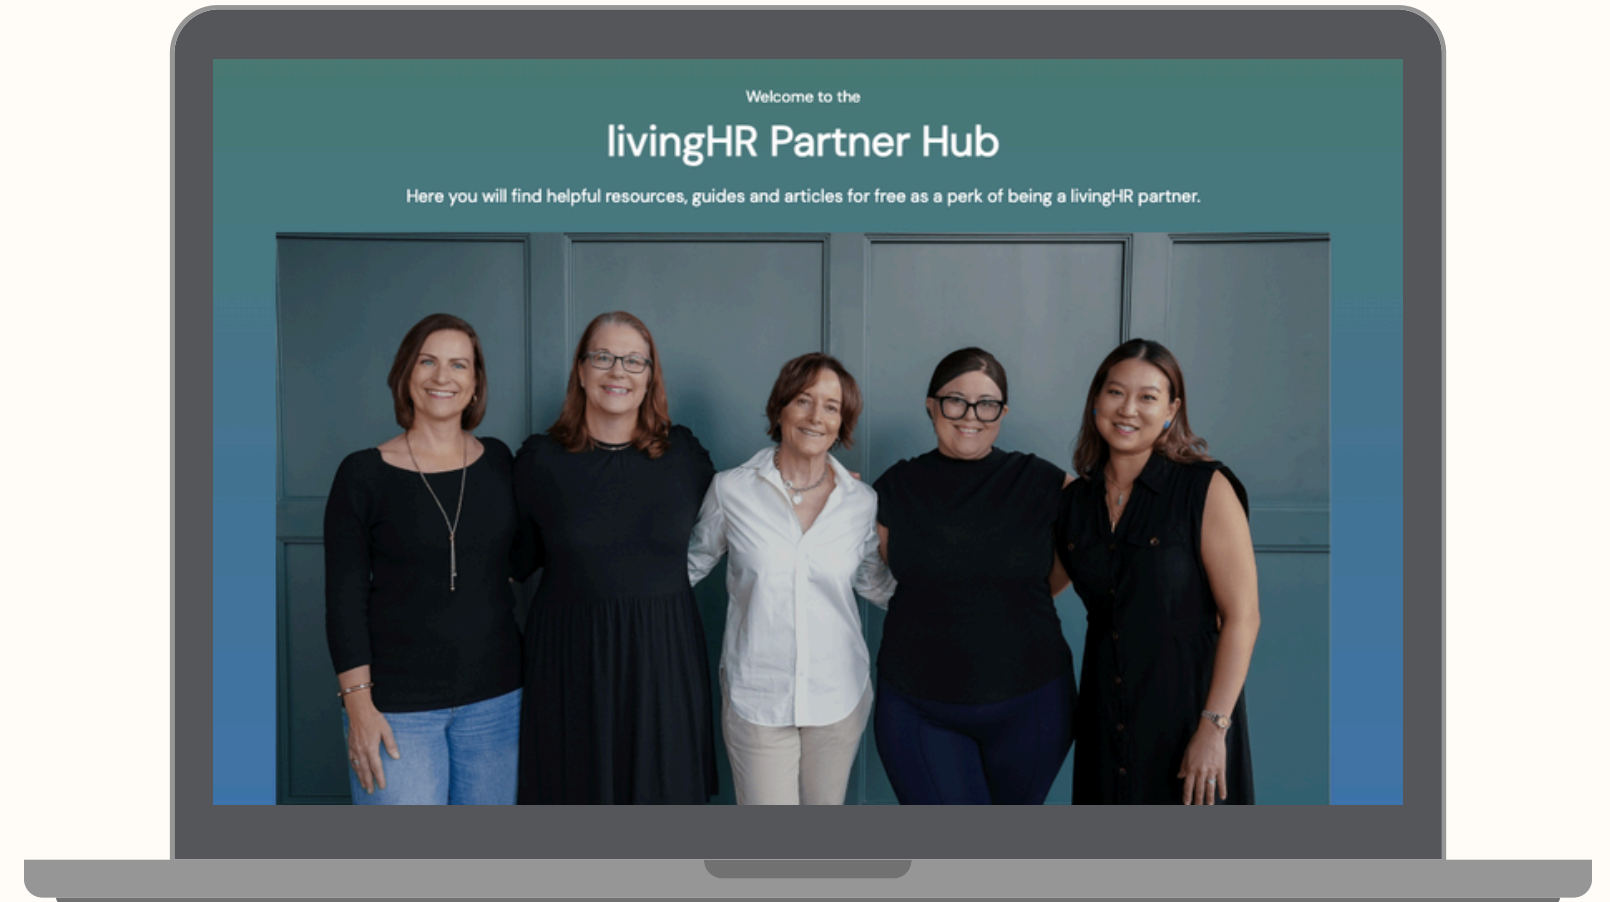 Welcome to the
livingHR Partner Hub
Here you will find helpful resources, guides and articles for free as a perk of being a livingHR partner.